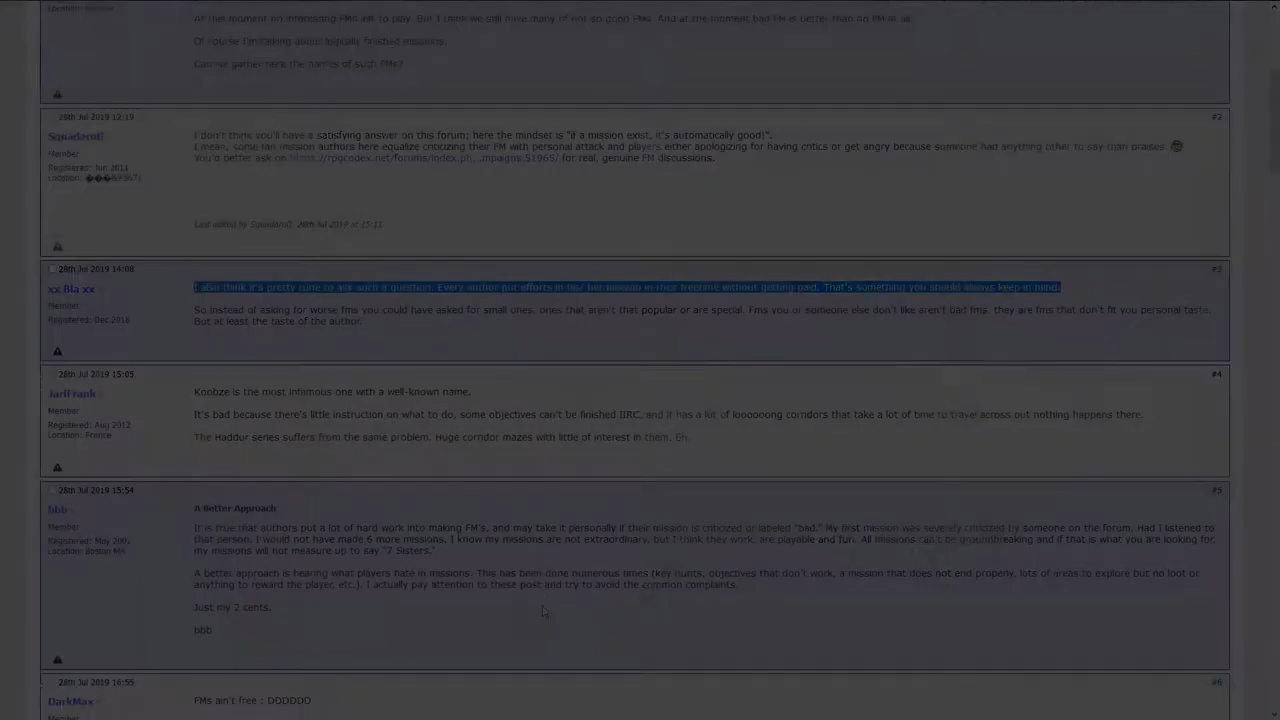 At this moment no interesting FMs left to play. But I think we still have many of not so good FMs. And at the moment bad FM is better than no FM at all.
Of course I'm talking about logically finished missions.
Can we gather here the names of such FMs?
28th Jul 2019 12:19 #2
Squadafroll
Member
Registered: Jun 2015
Location:
I don't think you'll have a satisfying answer on this forum; here the mindset is "if a mission exist, it's automatically good!".
I mean, some fan mission authors here equalize criticizing their FM with personal attack and players either apologizing for having critics or get angry because someone had anything other to say than praises.
You'd better ask on https://rpgcodex.net/forums/index.ph...mpaigns.51965/ for real, genuine FM discussions.
Last edited by 28th Jul 2019 at 15:11
28th Jul 2019 14:08 #3
xx Bla xx
Member
Registered: Dec 2016
I also think it's pretty rude to ask such a question. Every author put efforts in his/ her mission in their freetime without getting paid. That's something you should always keep in mind.
So instead of asking for worse fms you could have asked for small ones, ones that aren't that popular or are special. Fms you or someone else don't like aren't bad fms, they are fms that don't fit you personal taste.
But at least the taste of the author.
28th Jul 2019 15:05 #4
JarlFrank
Member
Registered: Aug 2012
Location: France
Koobze is the most infamous one with a well-known name.
It's bad because there's little instruction on what to do, some objectives can't be finished IIRC, and it has a lot of loooooong corridors that take a lot of time to travel across but nothing happens there.
The Haddur series suffers from the same problem. Huge corridor mazes with little of interest in them. Eh.
28th Jul 2019 15:54 #5
bbb
Member
Registered: May 2001
Location: Boston MA
A Better Approach
It is true that authors put a lot of hard work into making FM's, and may take it personally if their mission is criticized or labeled "bad." My first mission was severely criticized by someone on the forum. Had I listened to
that person, I would not have made 6 more missions. I know my missions are not extraordinary, but I think they work, are playable and fun. All missions can't be groundbreaking and if that is what you are looking for,
my missions will not measure up to say "7 Sisters."
A better approach is hearing what players hate in missions. This has been done numerous times (key hunts, objectives that don't work, a mission that does not end properly, lots of areas to explore but no loot or
anything to reward the player, etc.). I actually pay attention to these post and try to avoid the common complaints.
Just my 2 cents.
bbb
28th Jul 2019 16:55 #6
DarkMax
Member
FMs ain't free : DDDDDD